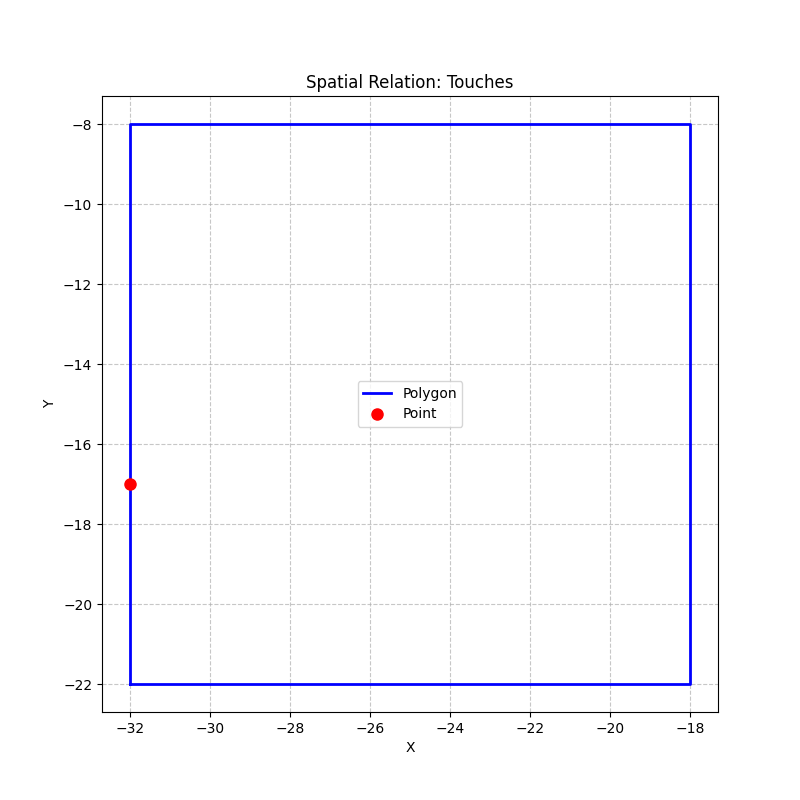 Spatial Relation: Touches
Y
−8
−10
−12
−14
−16
−18
−20
−22
Polygon
Point
−32 −30 −28 −26 −24 −22 −20 −18
X